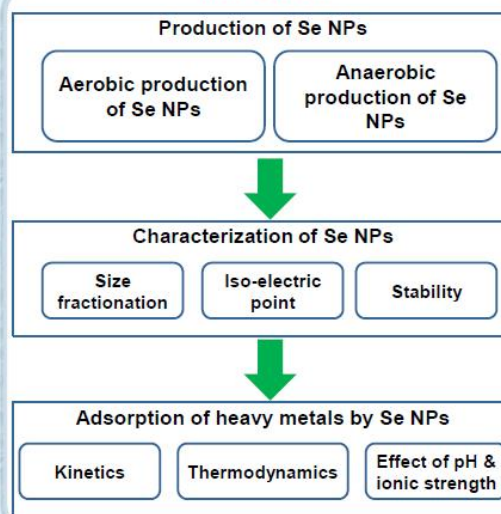 Production of Se NPs
Aerobic production
of Se NPs
Anaerobic
production of Se
NPs
Characterization of Se NPs
Size
fractionation
Iso-electric
point
Stability
Adsorption of heavy metals by Se NPs
Kinetics
Thermodynamics
Effect of pH &
ionic strength